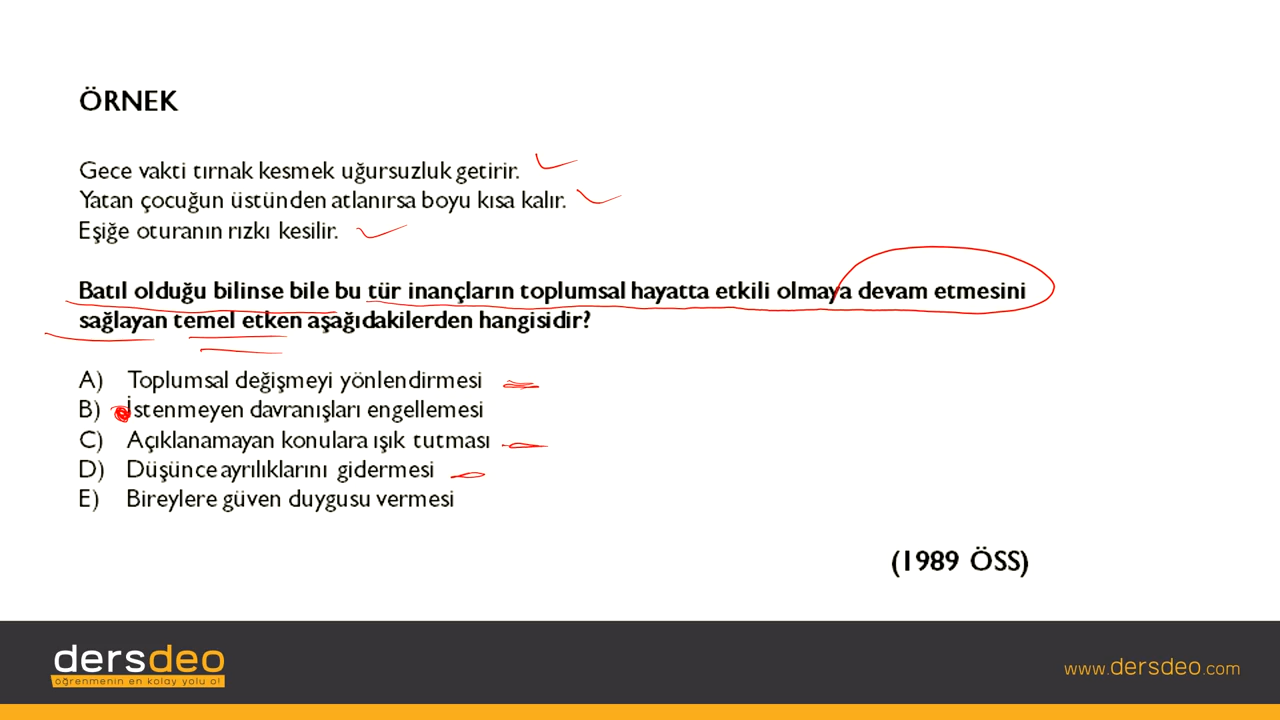 ÖRNEK
Gece vakti tırnak kesmek uğursuzluk getirir.
Yatan çocuğun üstünden atlanırsa boyu kısa kalır.
Eşiğe oturanın rızkı kesilir.
Batıl olduğu bilinse bile bu tür inançların toplumsal hayatta etkili olmaya devam etmesini
sağlayan temel etken aşağıdakilerden hangisidir?
A) Toplumsal değişmeyi yönlendirmesi
B) İstenmeyen davranışları engellemesi
C) Açıklanamayan konulara ışık tutması
D) Düşünce ayrılıklarını gidermesi
E) Bireylere güven duygusu vermesi
(1989 ÖSS)
dersdeo
öğrenmenin en kolay yolu o!
www.dersdeo.com